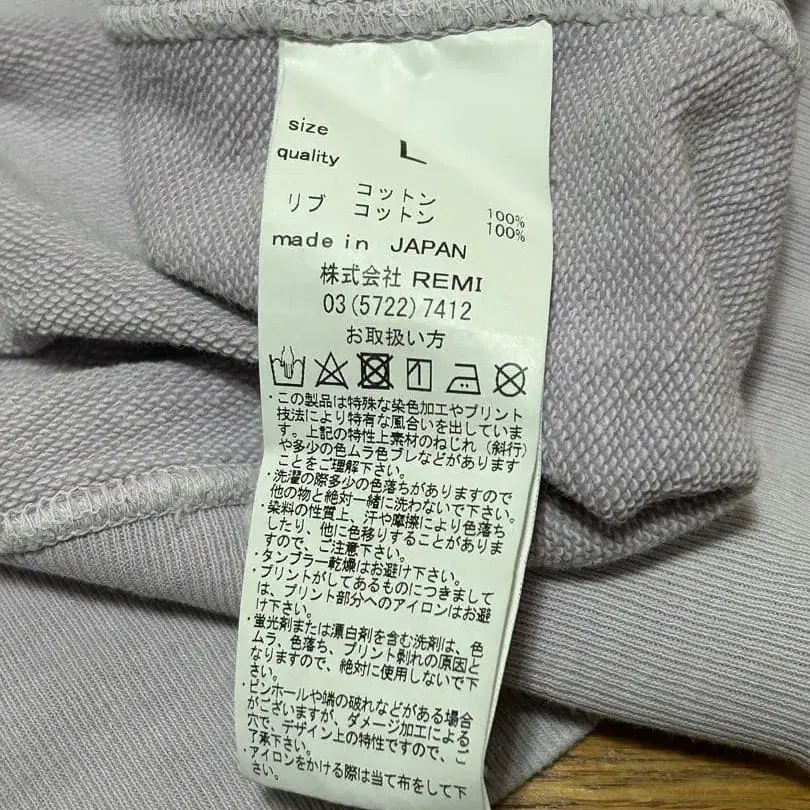 size L
quality
コットン 100%
リブ コットン 100%
made in JAPAN
株式会社 REMI
03(5722)7412
お取扱い方
・この製品は特殊な染色加工やプリント
技法により特有な風合いを出していま
す。上記の特性上素材のねじれ（斜行）
や多少の色ムラ色ブレなどがあります
ことをご理解下さい。
・洗濯の際多少の色落ちがありますので
他の物と絶対一緒に洗わないで下さい。
・染料の性質上、汗や摩擦により色落ち
したり、他に色移りすることがありま
すので、ご注意下さい。
・タンブラー乾燥はお避け下さい。
・プリントがしてあるものにつきまして
は、プリント部分へのアイロンはお避
け下さい。
・蛍光剤または漂白剤を含む洗剤は、色
ムラ、色落ち、プリント剥れの原因と
なりますので、絶対に使用しないで下
さい。
・ピンホールや端の破れなどがある場合
がございますが、ダメージ加工による
穴で、デザイン上の特性ですので、ご
了承下さい。
・アイロンをかける際は当て布をして下
さい。